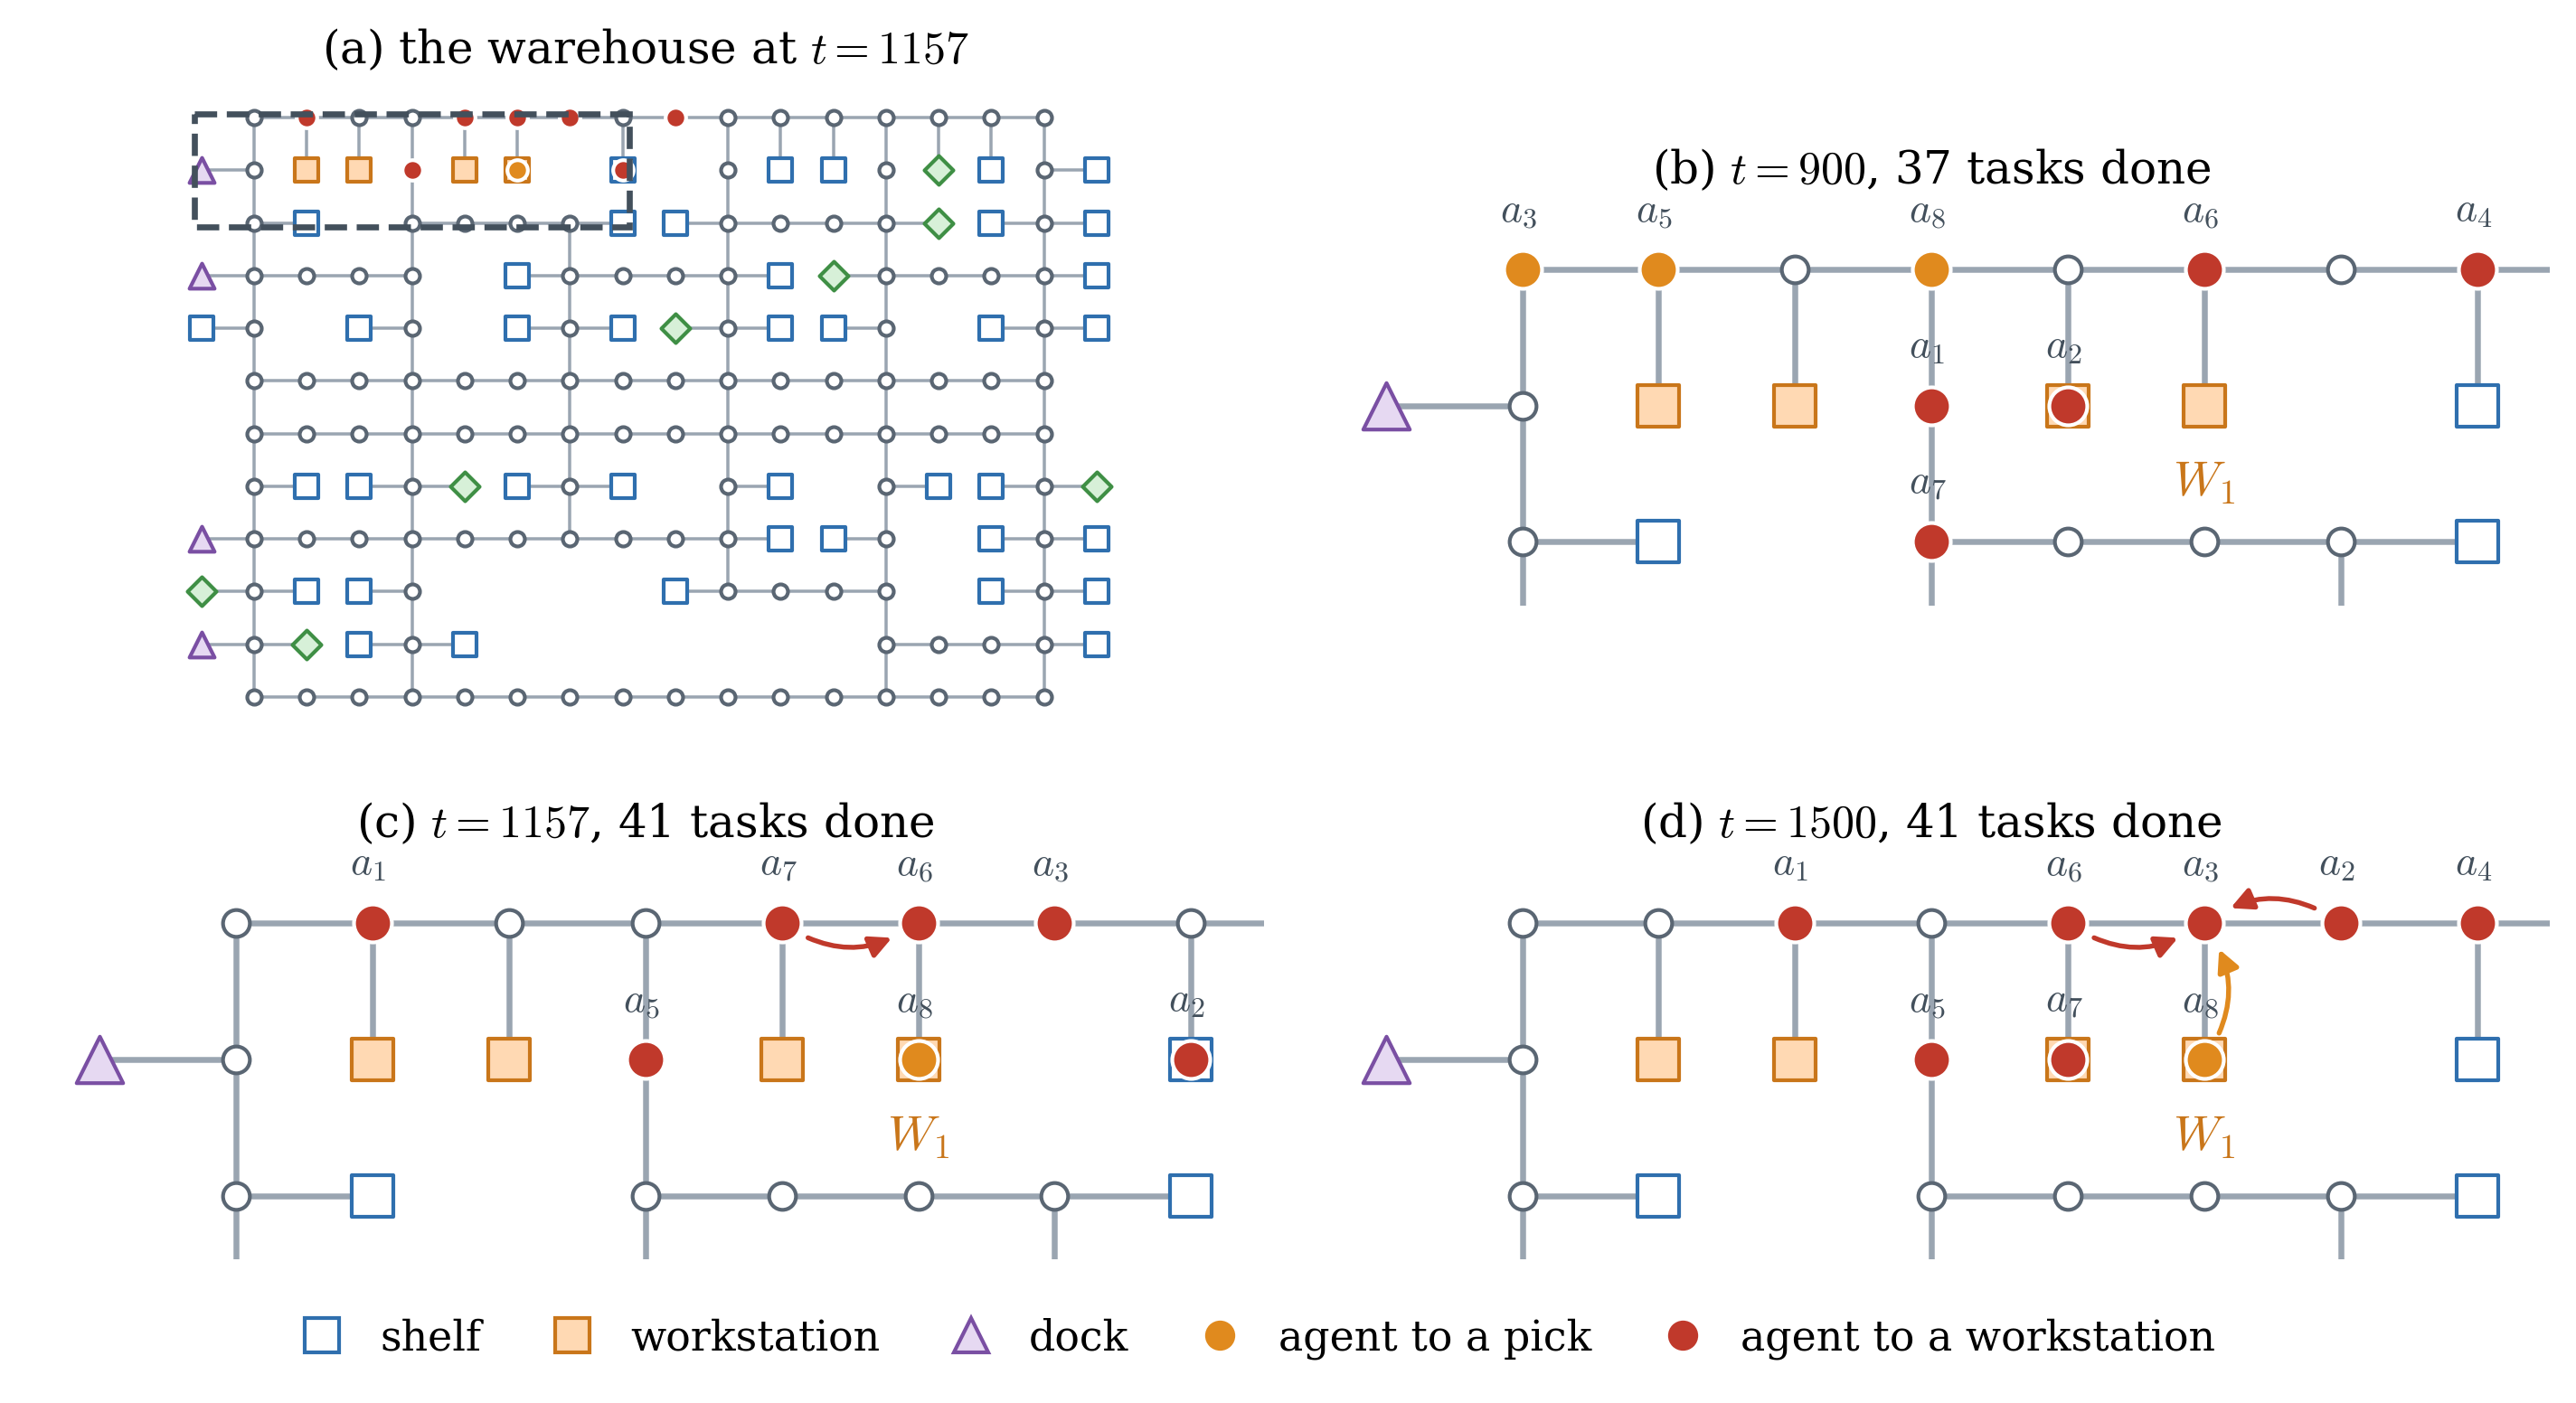 (a) the warehouse at t = 1157
(b) t = 900, 37 tasks done
a3 a5 a8 a6 a4
a1 a2
a7 W1
(c) t = 1157, 41 tasks done
a1 a7 a6 a3
a5 a8 a2
W1
(d) t = 1500, 41 tasks done
a1 a6 a3 a2 a4
a5 a7 a8
W1
shelf workstation dock agent to a pick agent to a workstation